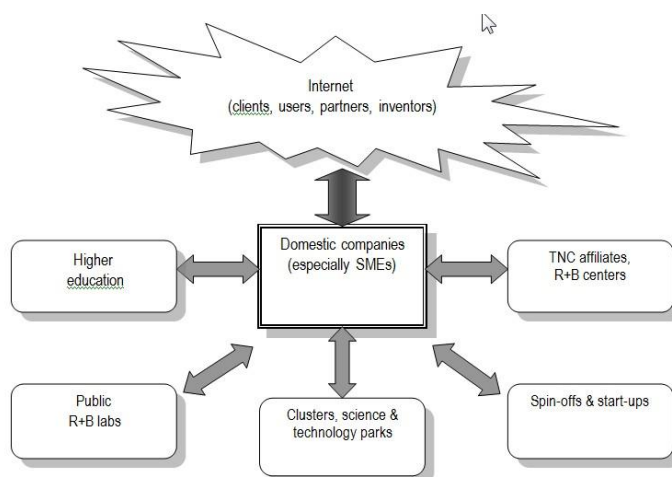 Internet
(clients, users, partners, inventors)
Domestic companies
(especially SMEs)
Higher
education
TNC affiliates,
R+B centers
Public
R+B labs
Clusters, science &
technology parks
Spin-offs & start-ups